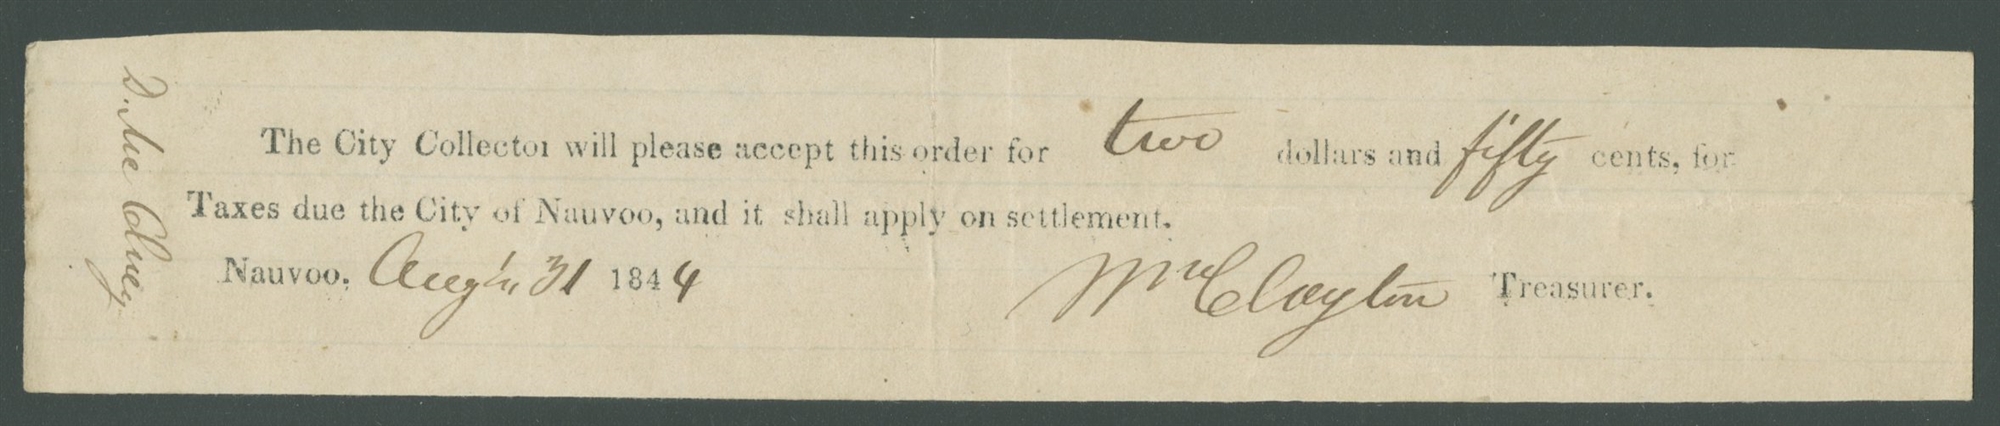 The City Collector will please accept this order for two dollars and fifty cents, for
Taxes due the City of Nauvoo, and it shall apply on settlement.
Nauvoo, Aug't 31 1844 Wm Clayton Treasurer.